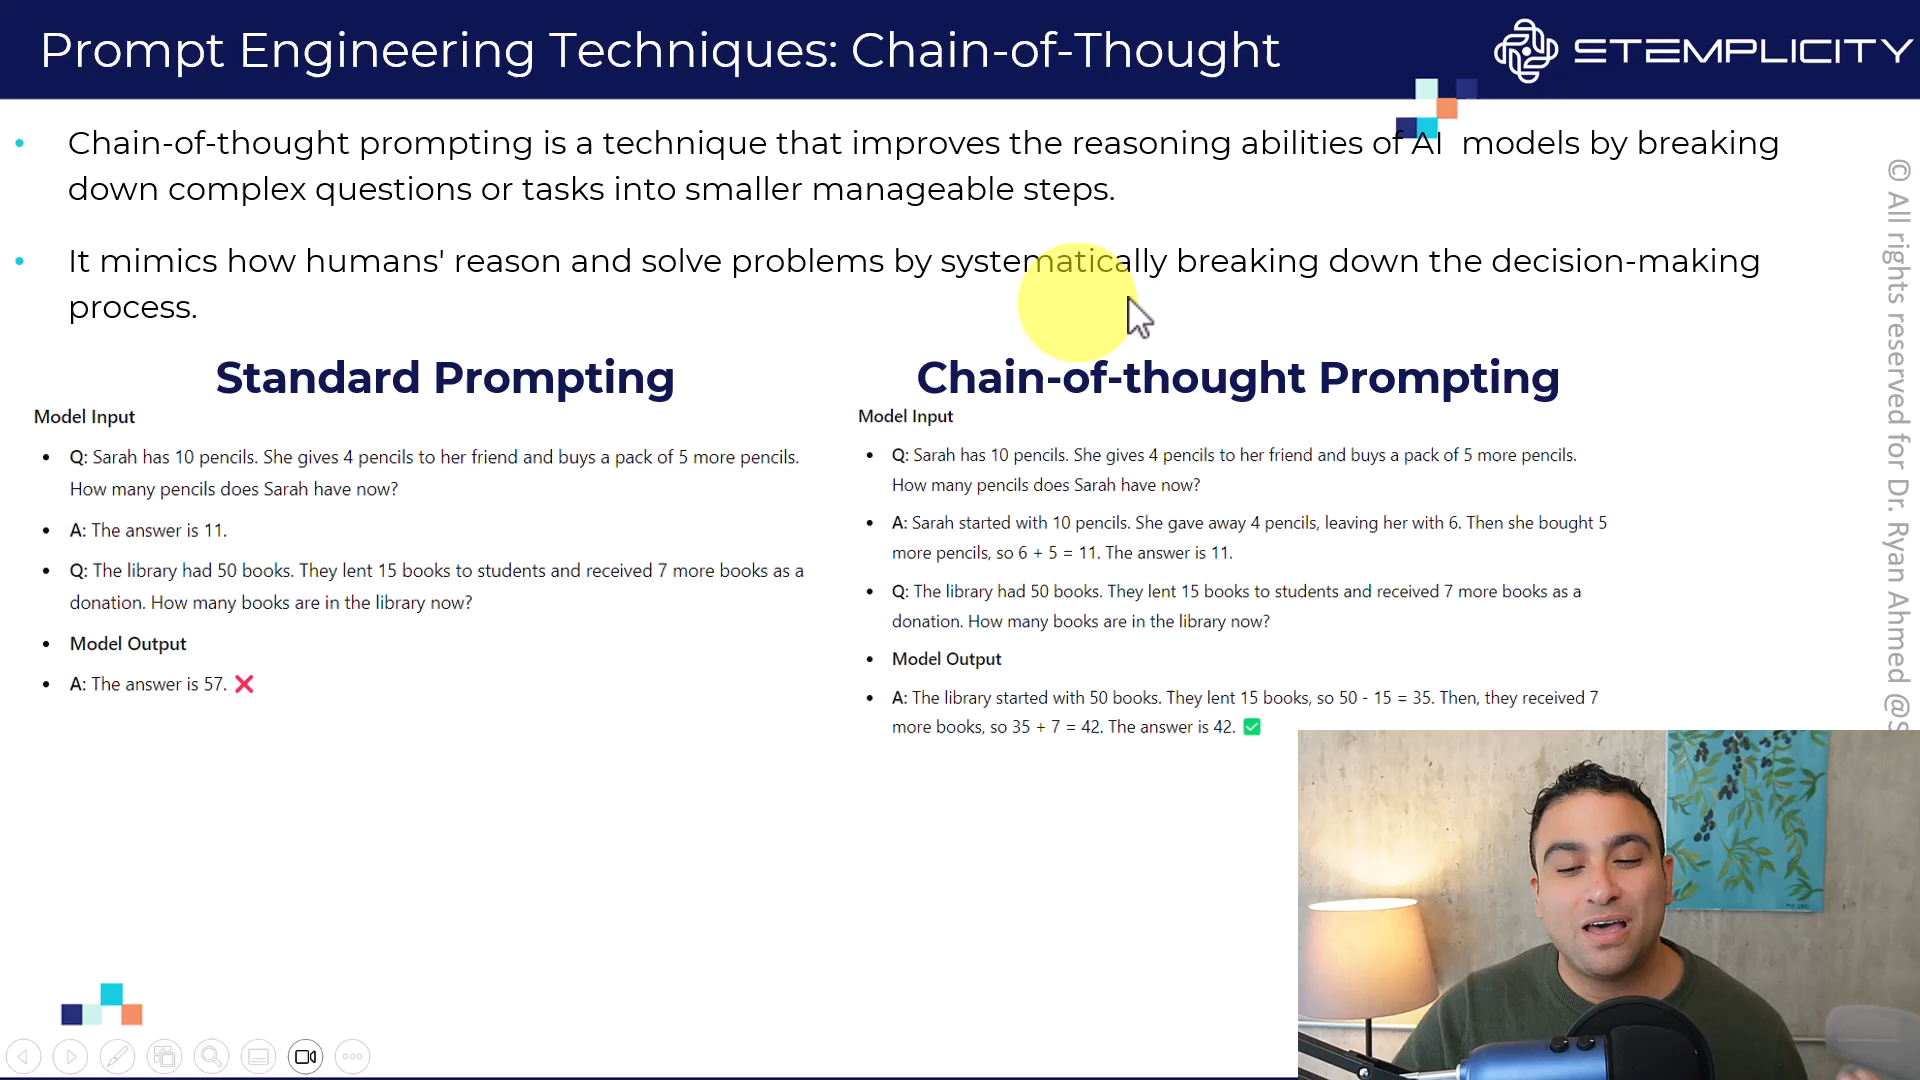 Prompt Engineering Techniques: Chain-of-Thought
STEMPLICITY
• Chain-of-thought prompting is a technique that improves the reasoning abilities of AI models by breaking
down complex questions or tasks into smaller manageable steps.
• It mimics how humans' reason and solve problems by systematically breaking down the decision-making
process.
Standard Prompting
Model Input
• Q: Sarah has 10 pencils. She gives 4 pencils to her friend and buys a pack of 5 more pencils.
How many pencils does Sarah have now?
• A: The answer is 11.
• Q: The library had 50 books. They lent 15 books to students and received 7 more books as a
donation. How many books are in the library now?
• Model Output
• A: The answer is 57. ❌
Chain-of-thought Prompting
Model Input
• Q: Sarah has 10 pencils. She gives 4 pencils to her friend and buys a pack of 5 more pencils.
How many pencils does Sarah have now?
• A: Sarah started with 10 pencils. She gave away 4 pencils, leaving her with 6. Then she bought 5
more pencils, so 6 + 5 = 11. The answer is 11.
• Q: The library had 50 books. They lent 15 books to students and received 7 more books as a
donation. How many books are in the library now?
• Model Output
• A: The library started with 50 books. They lent 15 books, so 50 - 15 = 35. Then, they received 7
more books, so 35 + 7 = 42. The answer is 42. ✅
© All rights reserved for Dr. Ryan Ahmed